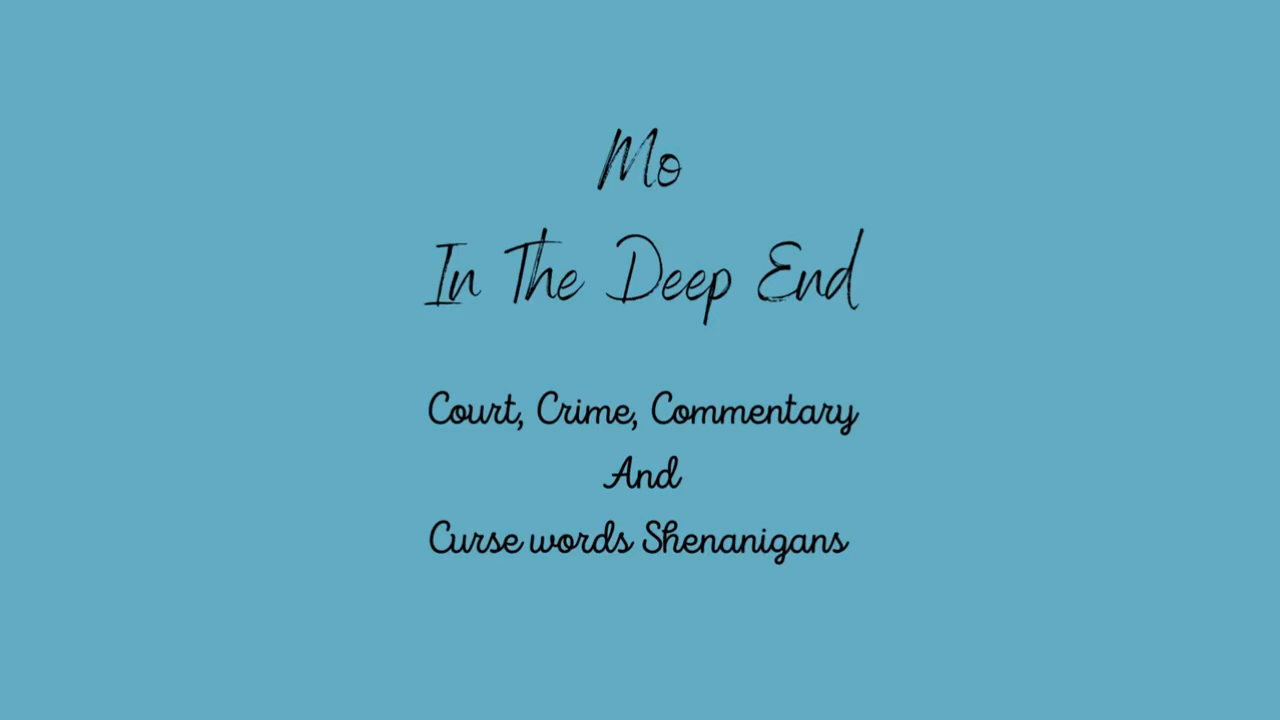 Mo
In The Deep End
Court, Crime, Commentary
And
Curse words Shenanigans